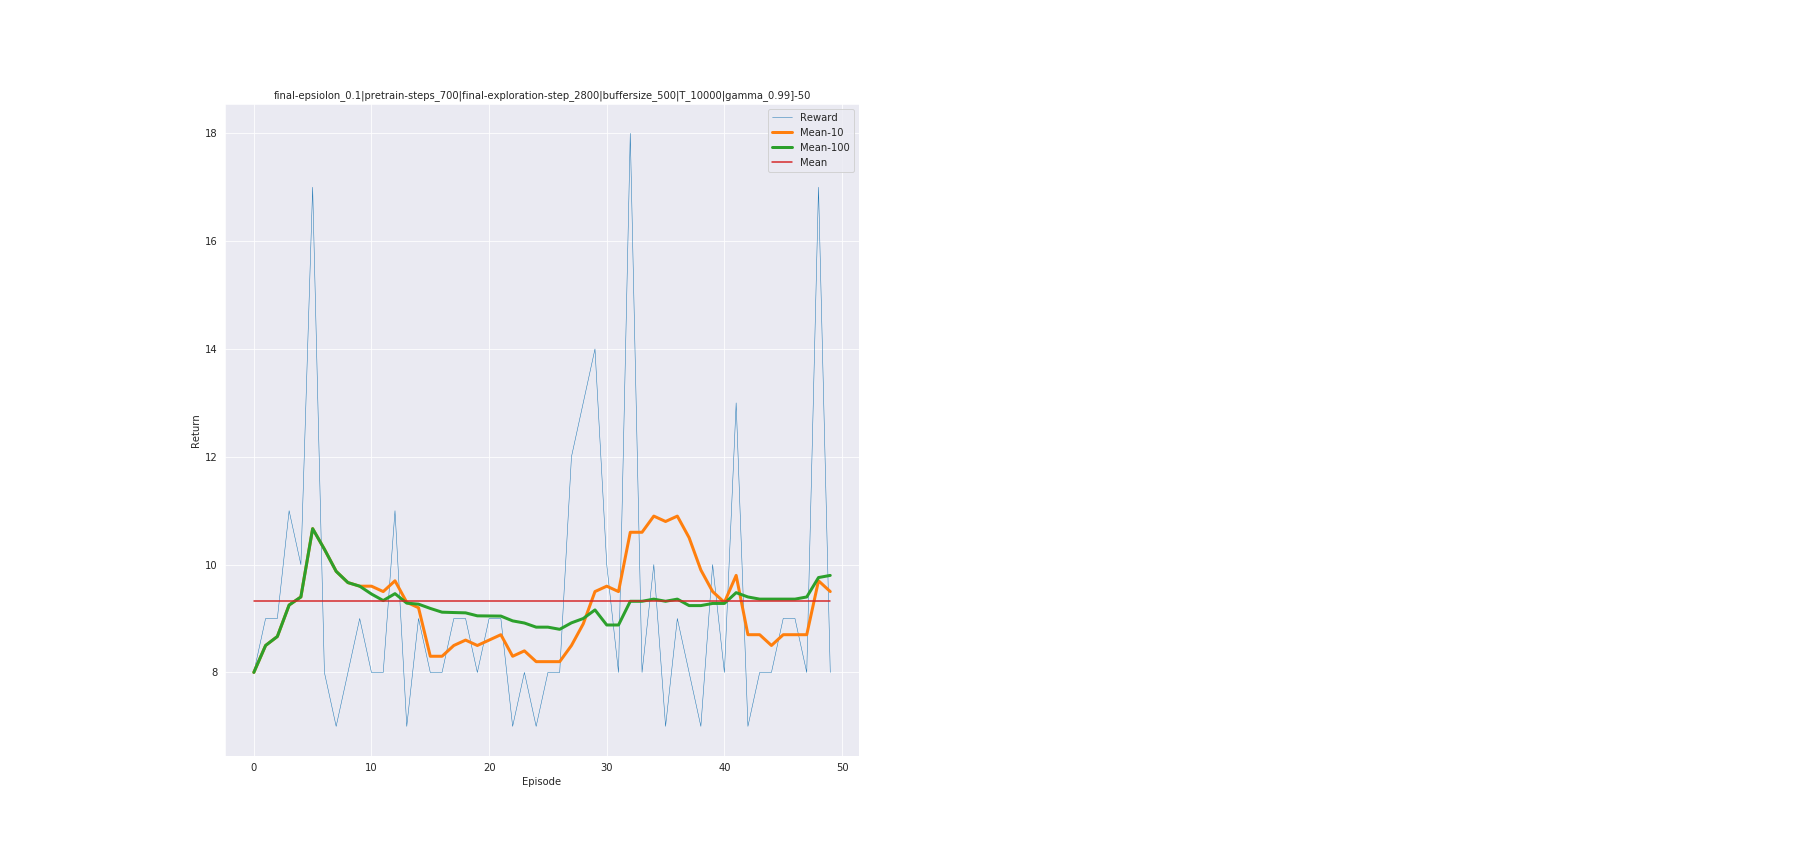 final-epsiolon_0.1|pretrain-steps_700|final-exploration-step_2800|buffersize_500|T_10000|gamma_0.99]-50
Reward
Mean-10
Mean-100
Mean
18
16
14
12
10
8
Return
0 10 20 30 40 50
Episode